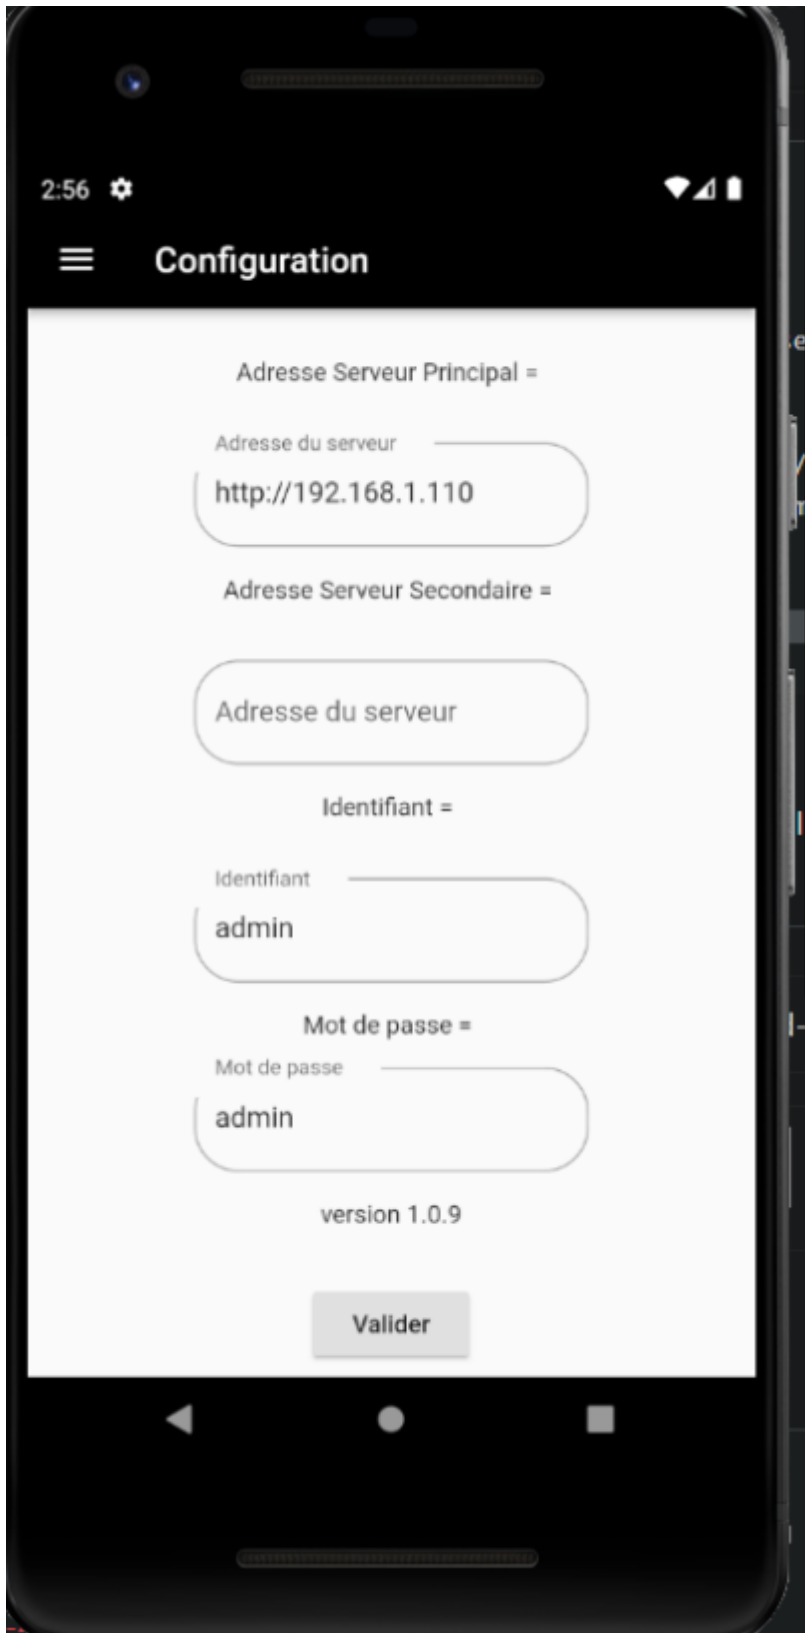 2:56
Configuration
Adresse Serveur Principal =
Adresse du serveur
http://192.168.1.110
Adresse Serveur Secondaire =
Adresse du serveur
Identifiant =
Identifiant
admin
Mot de passe =
Mot de passe
admin
version 1.0.9
Valider